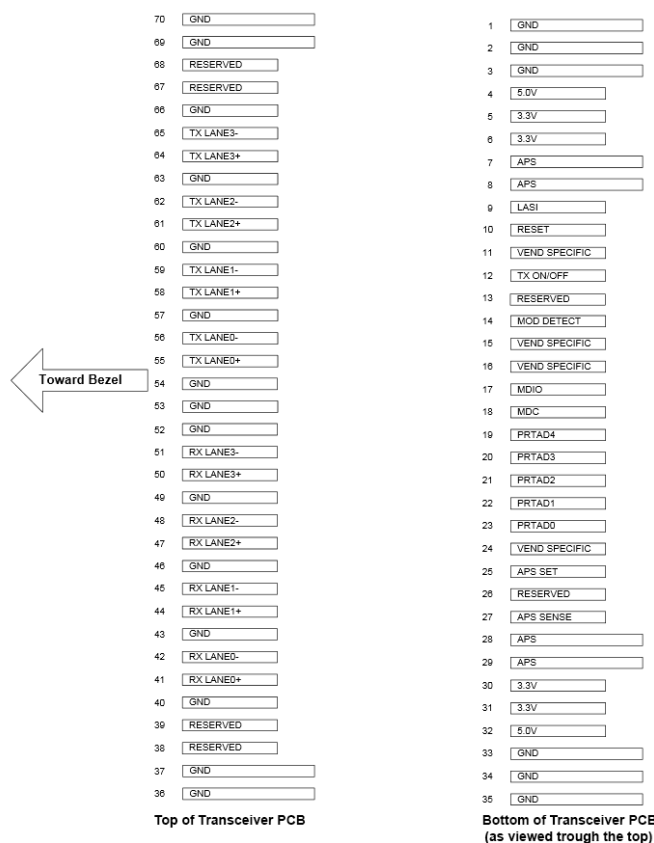 70 GND
69 GND
68 RESERVED
67 RESERVED
66 GND
65 TX LANE3-
64 TX LANE3+
63 GND
62 TX LANE2-
61 TX LANE2+
60 GND
59 TX LANE1-
58 TX LANE1+
57 GND
56 TX LANE0-
55 TX LANE0+
54 GND
53 GND
52 GND
51 RX LANE3-
50 RX LANE3+
49 GND
48 RX LANE2-
47 RX LANE2+
46 GND
45 RX LANE1-
44 RX LANE1+
43 GND
42 RX LANE0-
41 RX LANE0+
40 GND
39 RESERVED
38 RESERVED
37 GND
36 GND
Top of Transceiver PCB
Toward Bezel
1 GND
2 GND
3 GND
4 5.0V
5 3.3V
6 3.3V
7 APS
8 APS
9 LASI
10 RESET
11 VEND SPECIFIC
12 TX ON/OFF
13 RESERVED
14 MOD DETECT
15 VEND SPECIFIC
16 VEND SPECIFIC
17 MDIO
18 MDC
19 PRTAD4
20 PRTAD3
21 PRTAD2
22 PRTAD1
23 PRTAD0
24 VEND SPECIFIC
25 APS SET
26 RESERVED
27 APS SENSE
28 APS
29 APS
30 3.3V
31 3.3V
32 5.0V
33 GND
34 GND
35 GND
Bottom of Transceiver PCB
(as viewed trough the top)